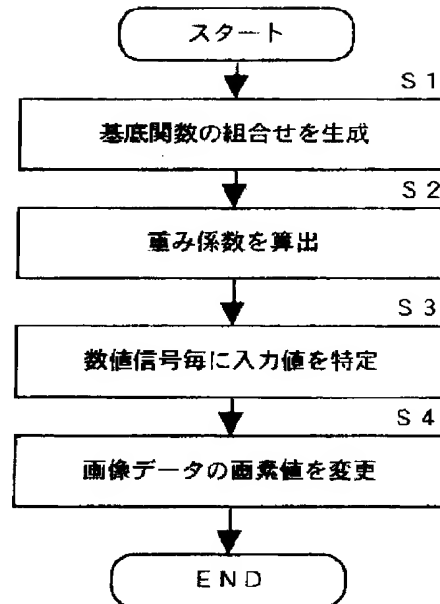 スタート
S1
基底関数の組合せを生成
S2
重み係数を算出
S3
数値信号毎に入力値を特定
S4
画像データの画素値を変更
END